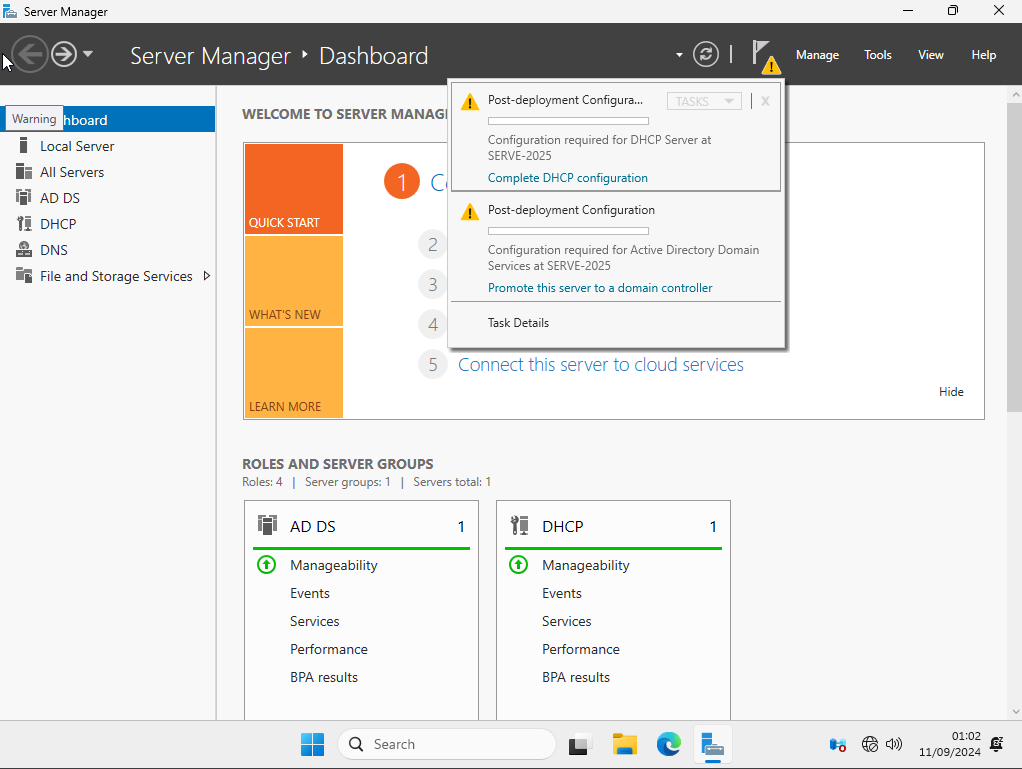 Server Manager
Server Manager • Dashboard
Manage Tools View Help
Warning hboard
Local Server
All Servers
AD DS
DHCP
DNS
File and Storage Services
WELCOME TO SERVER MANAG
QUICK START
WHAT'S NEW
LEARN MORE
1
2
3
4
5 Connect this server to cloud services
Hide
Post-deployment Configura... TASKS X
Configuration required for DHCP Server at
SERVE-2025
Complete DHCP configuration
Post-deployment Configuration
Configuration required for Active Directory Domain
Services at SERVE-2025
Promote this server to a domain controller
Task Details
ROLES AND SERVER GROUPS
Roles: 4 | Server groups: 1 | Servers total: 1
AD DS 1
Manageability
Events
Services
Performance
BPA results
DHCP 1
Manageability
Events
Services
Performance
BPA results
Search
01:02
11/09/2024